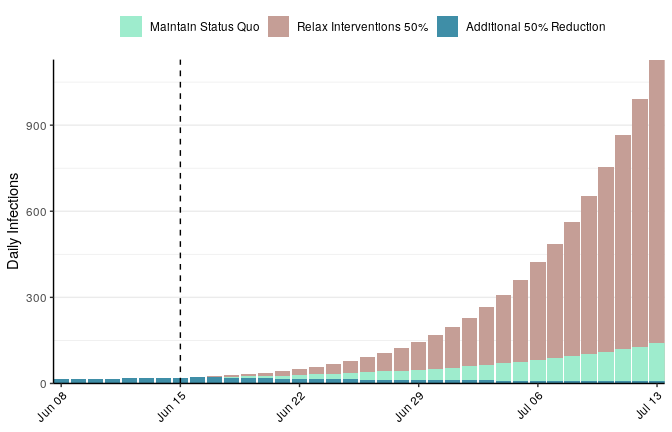 Maintain Status Quo Relax Interventions 50% Additional 50% Reduction
Daily Infections
900
600
300
0
Jun 08 Jun 15 Jun 22 Jun 29 Jul 06 Jul 13